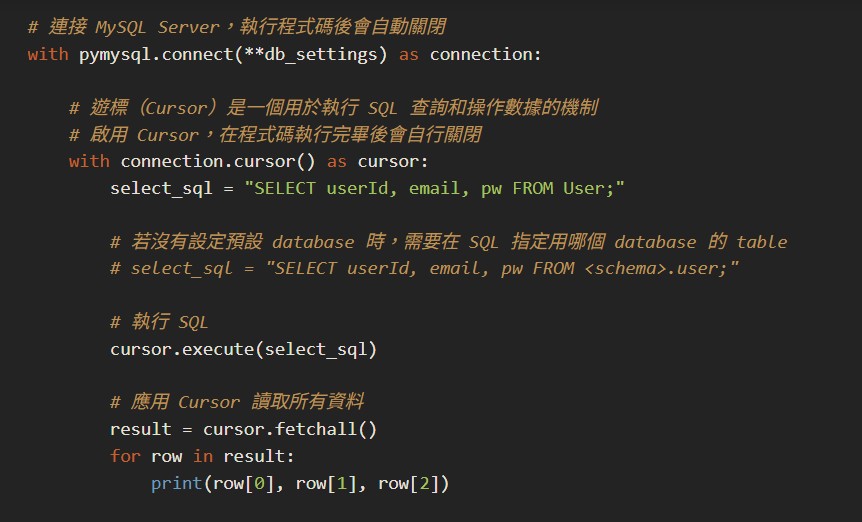 # 連接 MySQL Server，執行程式碼後會自動關閉
with pymysql.connect(**db_settings) as connection:
# 遊標（Cursor）是一個用於執行 SQL 查詢和操作數據的機制
# 啟用 Cursor，在程式碼執行完畢後會自行關閉
with connection.cursor() as cursor:
select_sql = "SELECT userId, email, pw FROM User;"
# 若沒有設定預設 database 時，需要在 SQL 指定用哪個 database 的 table
# select_sql = "SELECT userId, email, pw FROM <schema>.user;"
# 執行 SQL
cursor.execute(select_sql)
# 應用 Cursor 讀取所有資料
result = cursor.fetchall()
for row in result:
print(row[0], row[1], row[2])